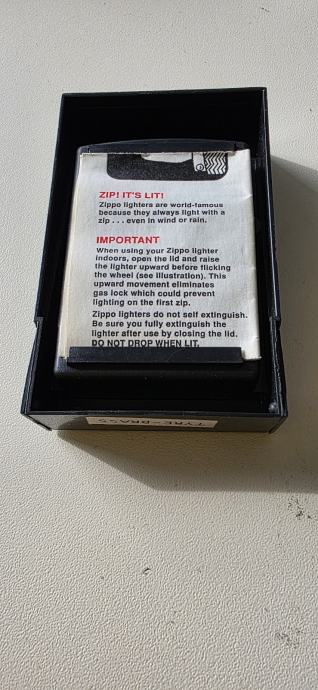 ZIP! IT'S LIT!
Zippo lighters are world-famous
because they always light with a
zip . . . even in wind or rain.
IMPORTANT
When using your Zippo lighter
indoors, open the lid and raise
the lighter upward before flicking
the wheel (see illustration). This
upward movement eliminates
gas lock which could prevent
lighting on the first zip.
Zippo lighters do not self extinguish.
Be sure you fully extinguish the
lighter after use by closing the lid.
DO NOT DROP WHEN LIT.
TYRE-BRASS